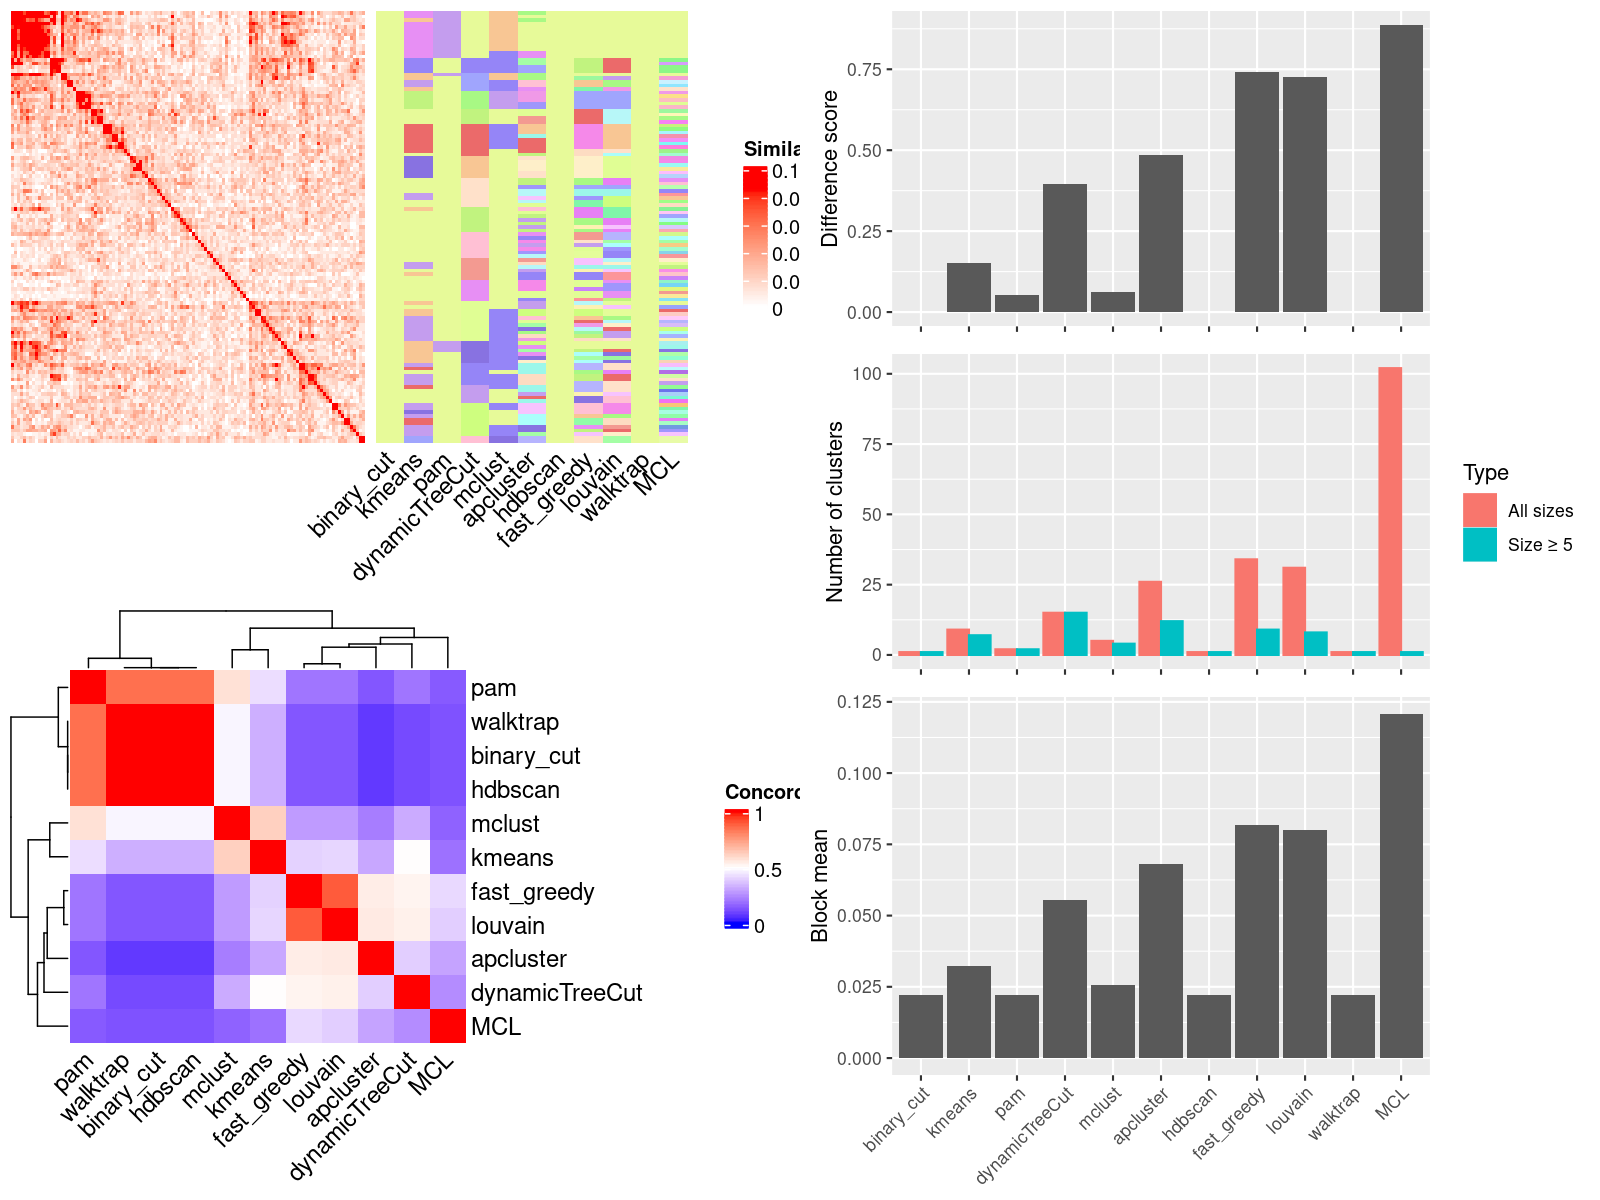 Simila
0.1
0.0
0.0
0.0
0.0
0
binary_cut
kmeans
pam
dynamicTreeCut
mclust
apcluster
hdbscan
fast_greedy
louvain
walktrap
MCL
pam
walktrap
binary_cut
hdbscan
mclust
kmeans
fast_greedy
louvain
apcluster
dynamicTreeCut
MCL
pam
walktrap
binary_cut
hdbscan
mclust
kmeans
fast_greedy
louvain
apcluster
dynamicTreeCut
MCL
Concord
1
0.5
0
Difference score
0.75
0.50
0.25
0.00
Number of clusters
100
75
50
25
0
Type
All sizes
Size ≥ 5
Block mean
0.125
0.100
0.075
0.050
0.025
0.000
binary_cut
kmeans
pam
dynamicTreeCut
mclust
apcluster
hdbscan
fast_greedy
louvain
walktrap
MCL